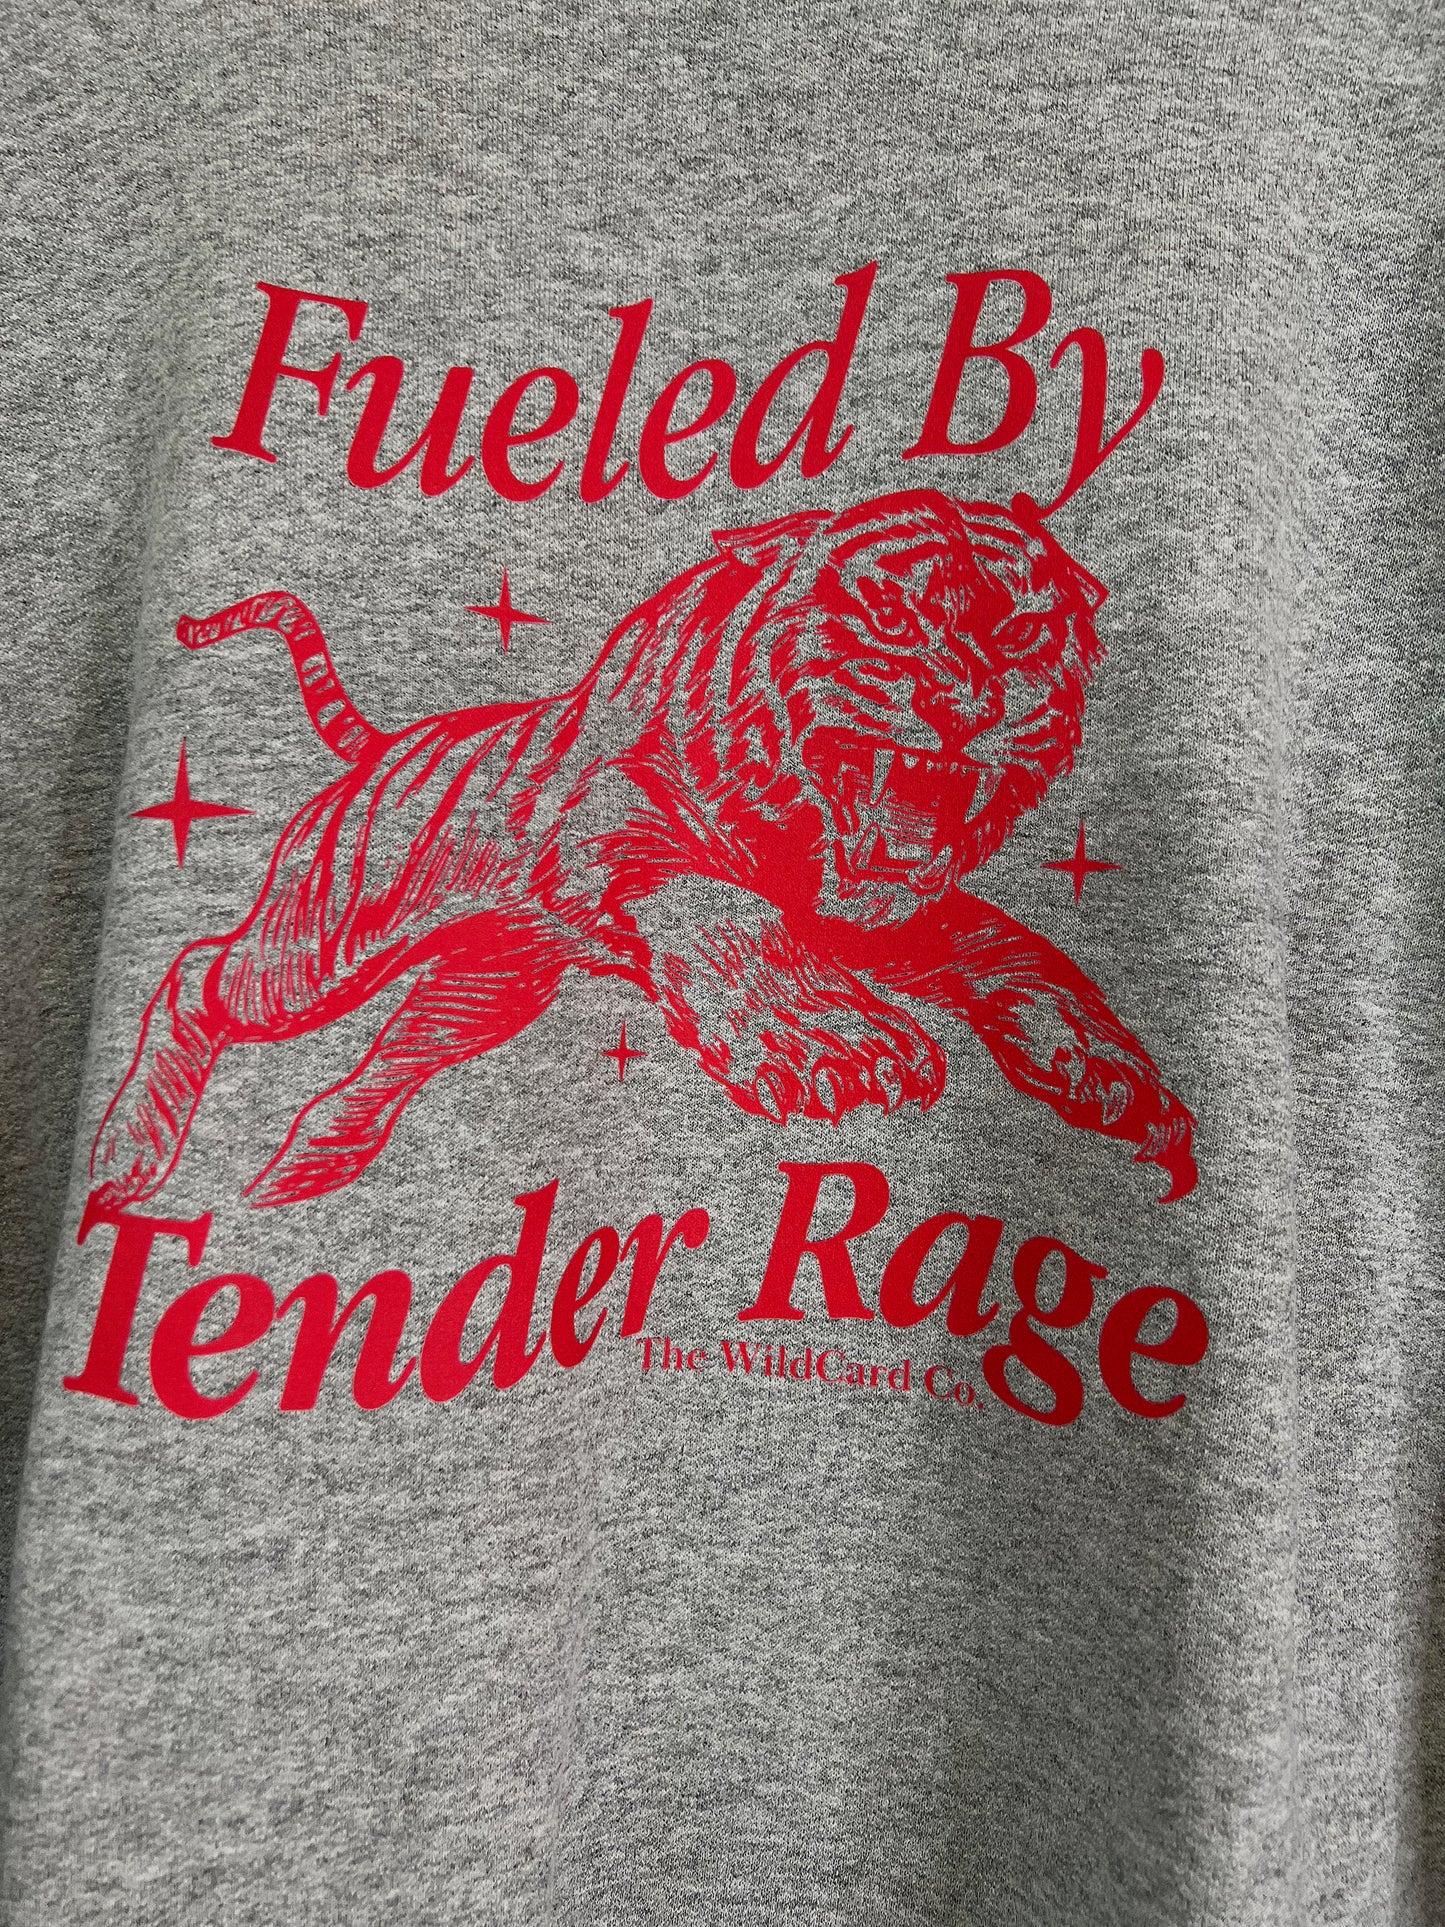 Fueled By
Tender Rage
The WildCard Co.